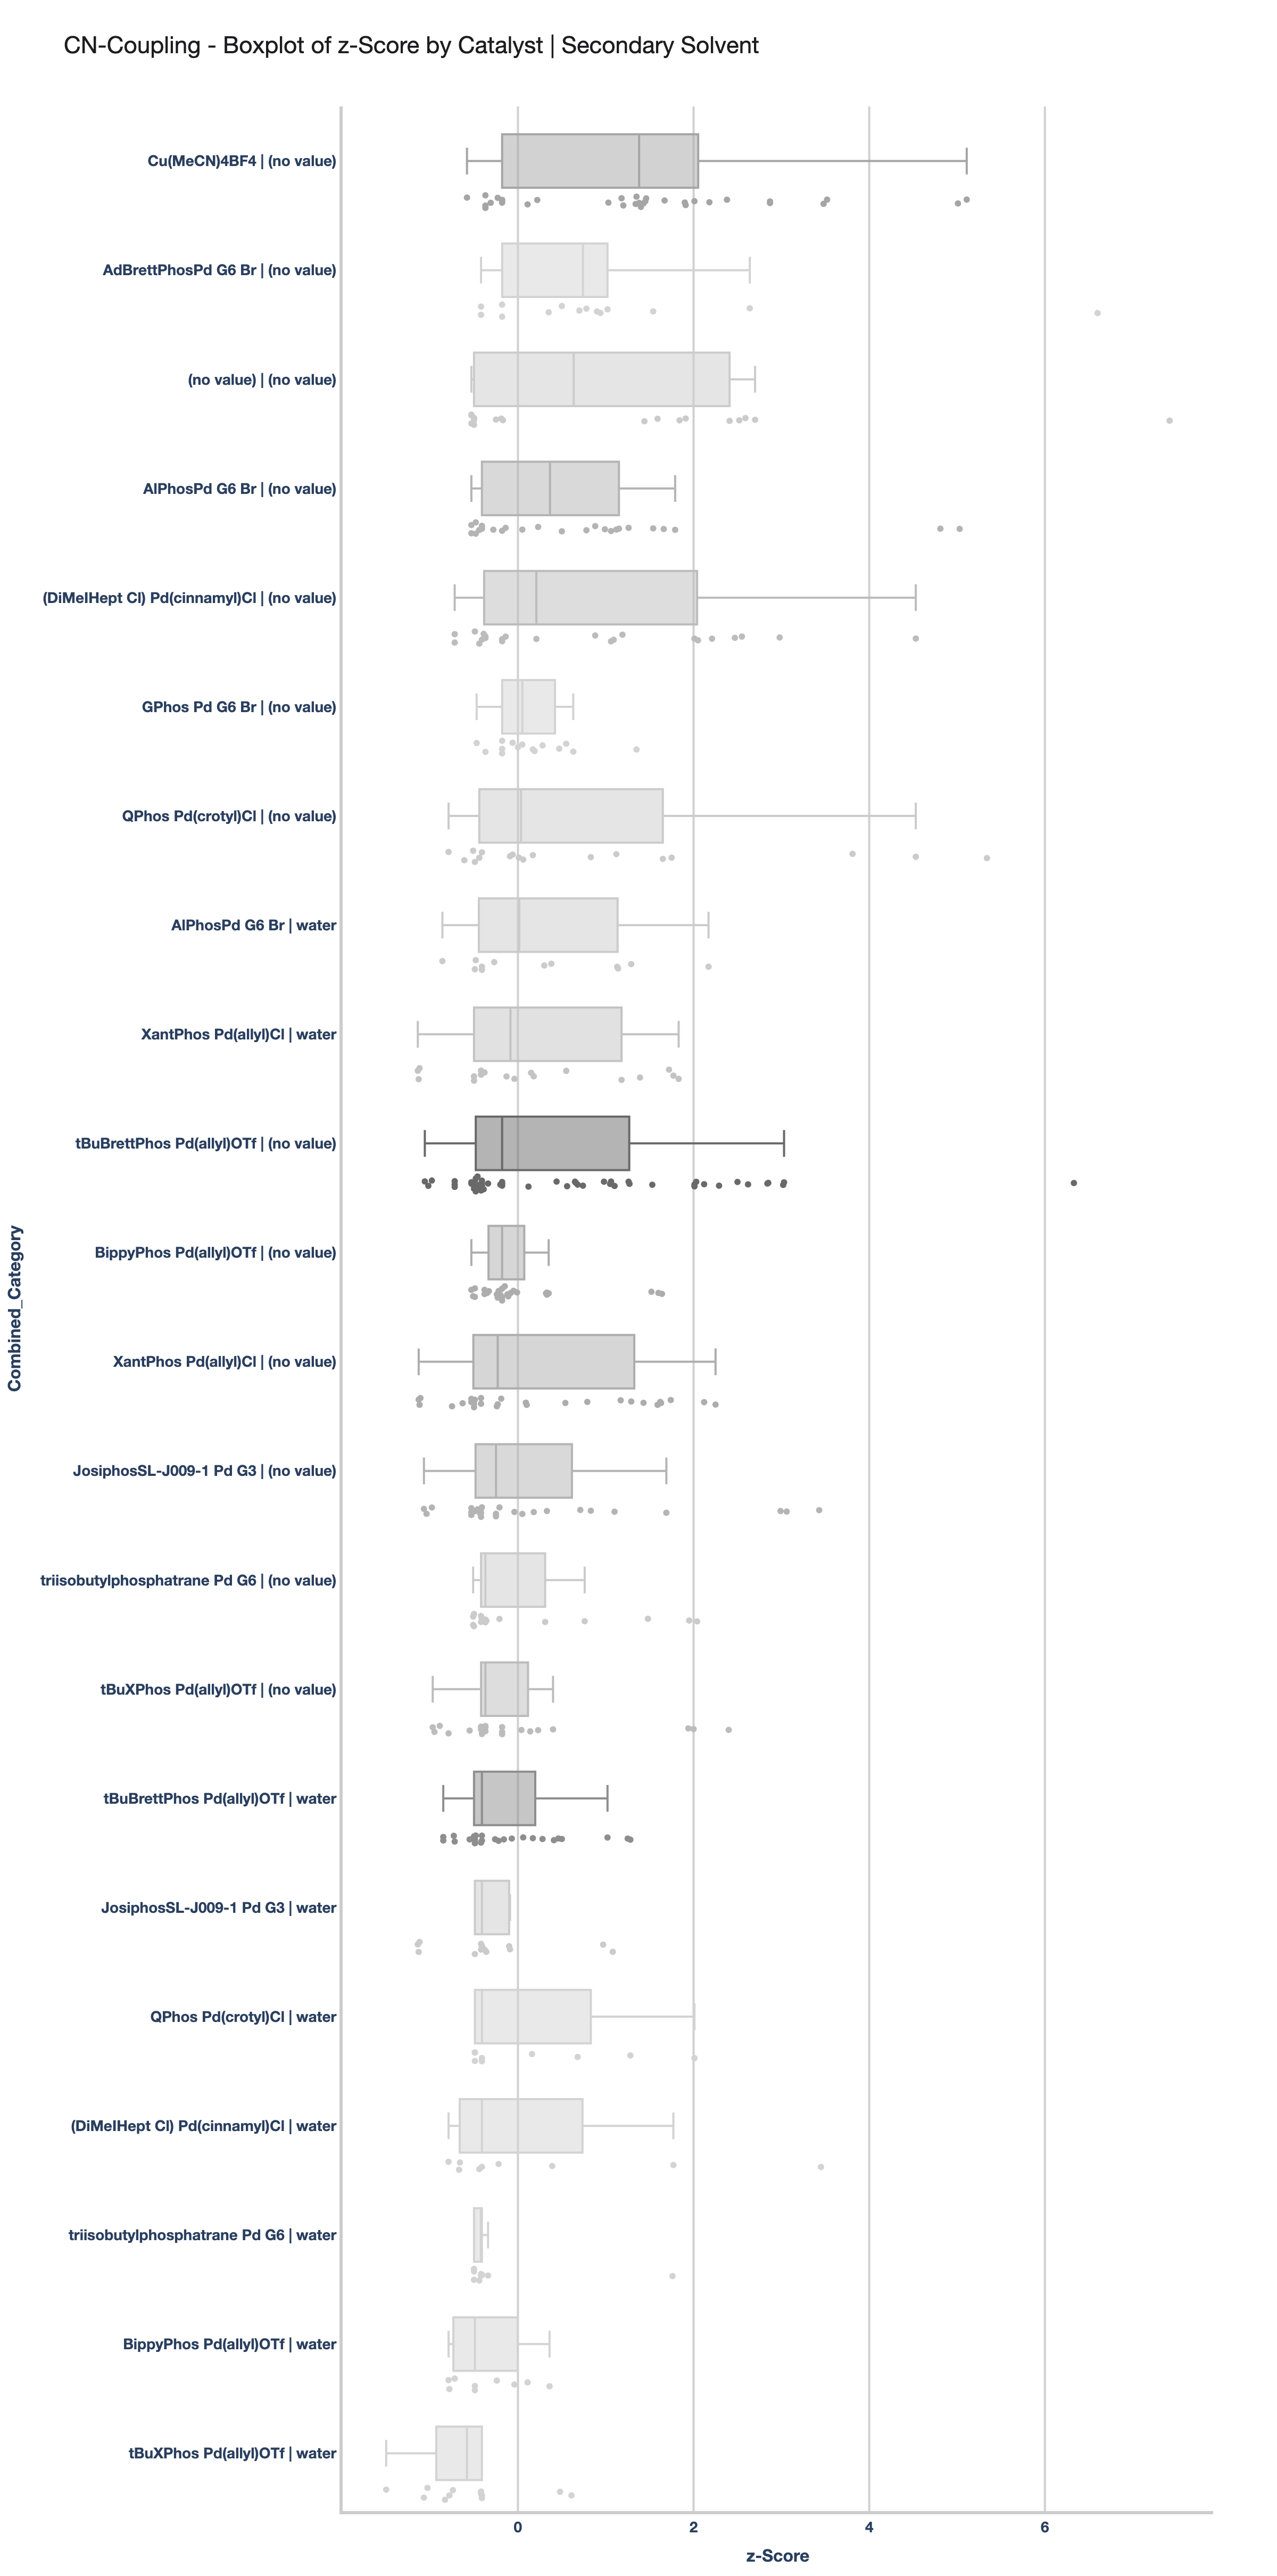 CN-Coupling - Boxplot of z-Score by Catalyst | Secondary Solvent
Cu(MeCN)4BF4 | (no value)
AdBrettPhosPd G6 Br | (no value)
(no value) | (no value)
AlPhosPd G6 Br | (no value)
(DiMeIHept Cl) Pd(cinnamyl)Cl | (no value)
GPhos Pd G6 Br | (no value)
QPhos Pd(crotyl)Cl | (no value)
AlPhosPd G6 Br | water
XantPhos Pd(allyl)Cl | water
tBuBrettPhos Pd(allyl)OTf | (no value)
BippyPhos Pd(allyl)OTf | (no value)
XantPhos Pd(allyl)Cl | (no value)
JosiphosSL-J009-1 Pd G3 | (no value)
triisobutylphosphatrane Pd G6 | (no value)
tBuXPhos Pd(allyl)OTf | (no value)
tBuBrettPhos Pd(allyl)OTf | water
JosiphosSL-J009-1 Pd G3 | water
QPhos Pd(crotyl)Cl | water
(DiMeIHept Cl) Pd(cinnamyl)Cl | water
triisobutylphosphatrane Pd G6 | water
BippyPhos Pd(allyl)OTf | water
tBuXPhos Pd(allyl)OTf | water
Combined_Category
0 2 4 6
z-Score